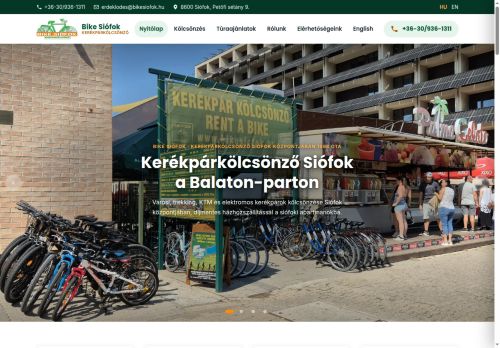 +36-30/936-1311
erdeklodes@bikesiofok.hu
8600 Siófok, Petőfi sétány 9.
HU EN
BIKE SIÓFOK
Bike Siófok
KERÉKPÁRKÖLCSÖNZŐ
Nyitólap
Kölcsönzés
Túraajánlatok
Rólunk
Elérhetőségeink
English
+36-30/936-1311
KERÉKPÁR KÖLCSÖNZŐ
RENT A BIKE
BIKE SIÓFOK · KERÉKPÁRKÖLCSÖNZŐ SIÓFOK KÖZPONTJÁBAN
Kerékpárkölcsönző Siófok
a Balaton-parton
Városi, trekking, KTM és elektromos kerékpárok kölcsönzése Siófok
központjában, díjmentes házhozszállítással a siófoki apartmanokba.